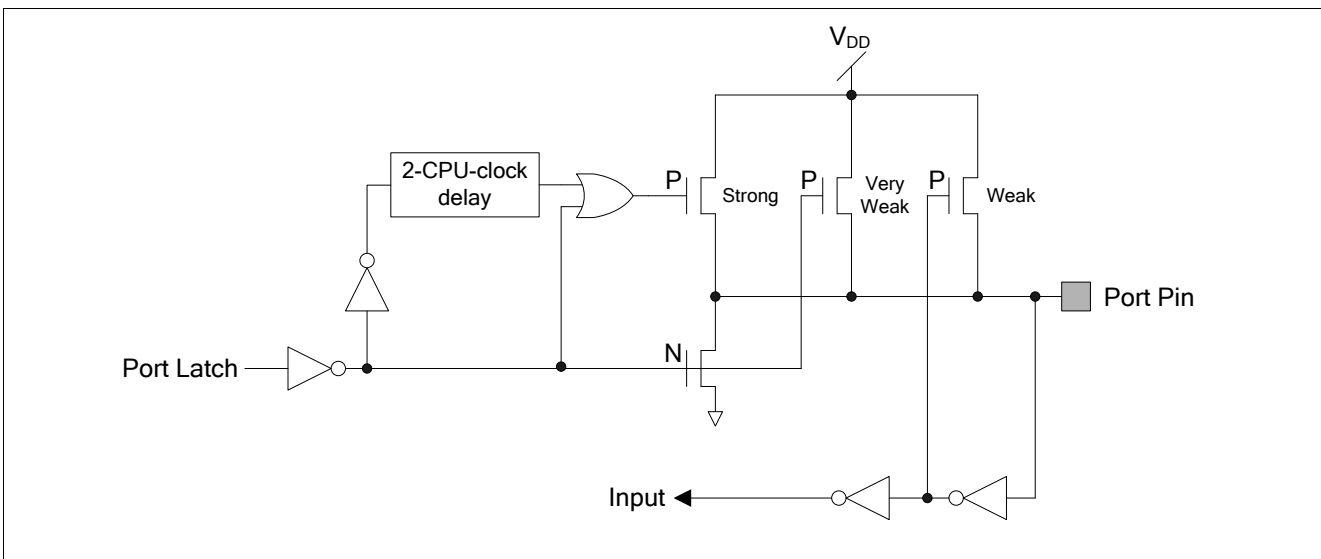 VDD
2-CPU-clock
delay
P
Strong
P
Very
Weak
P
Weak
Port Pin
N
Port Latch
Input